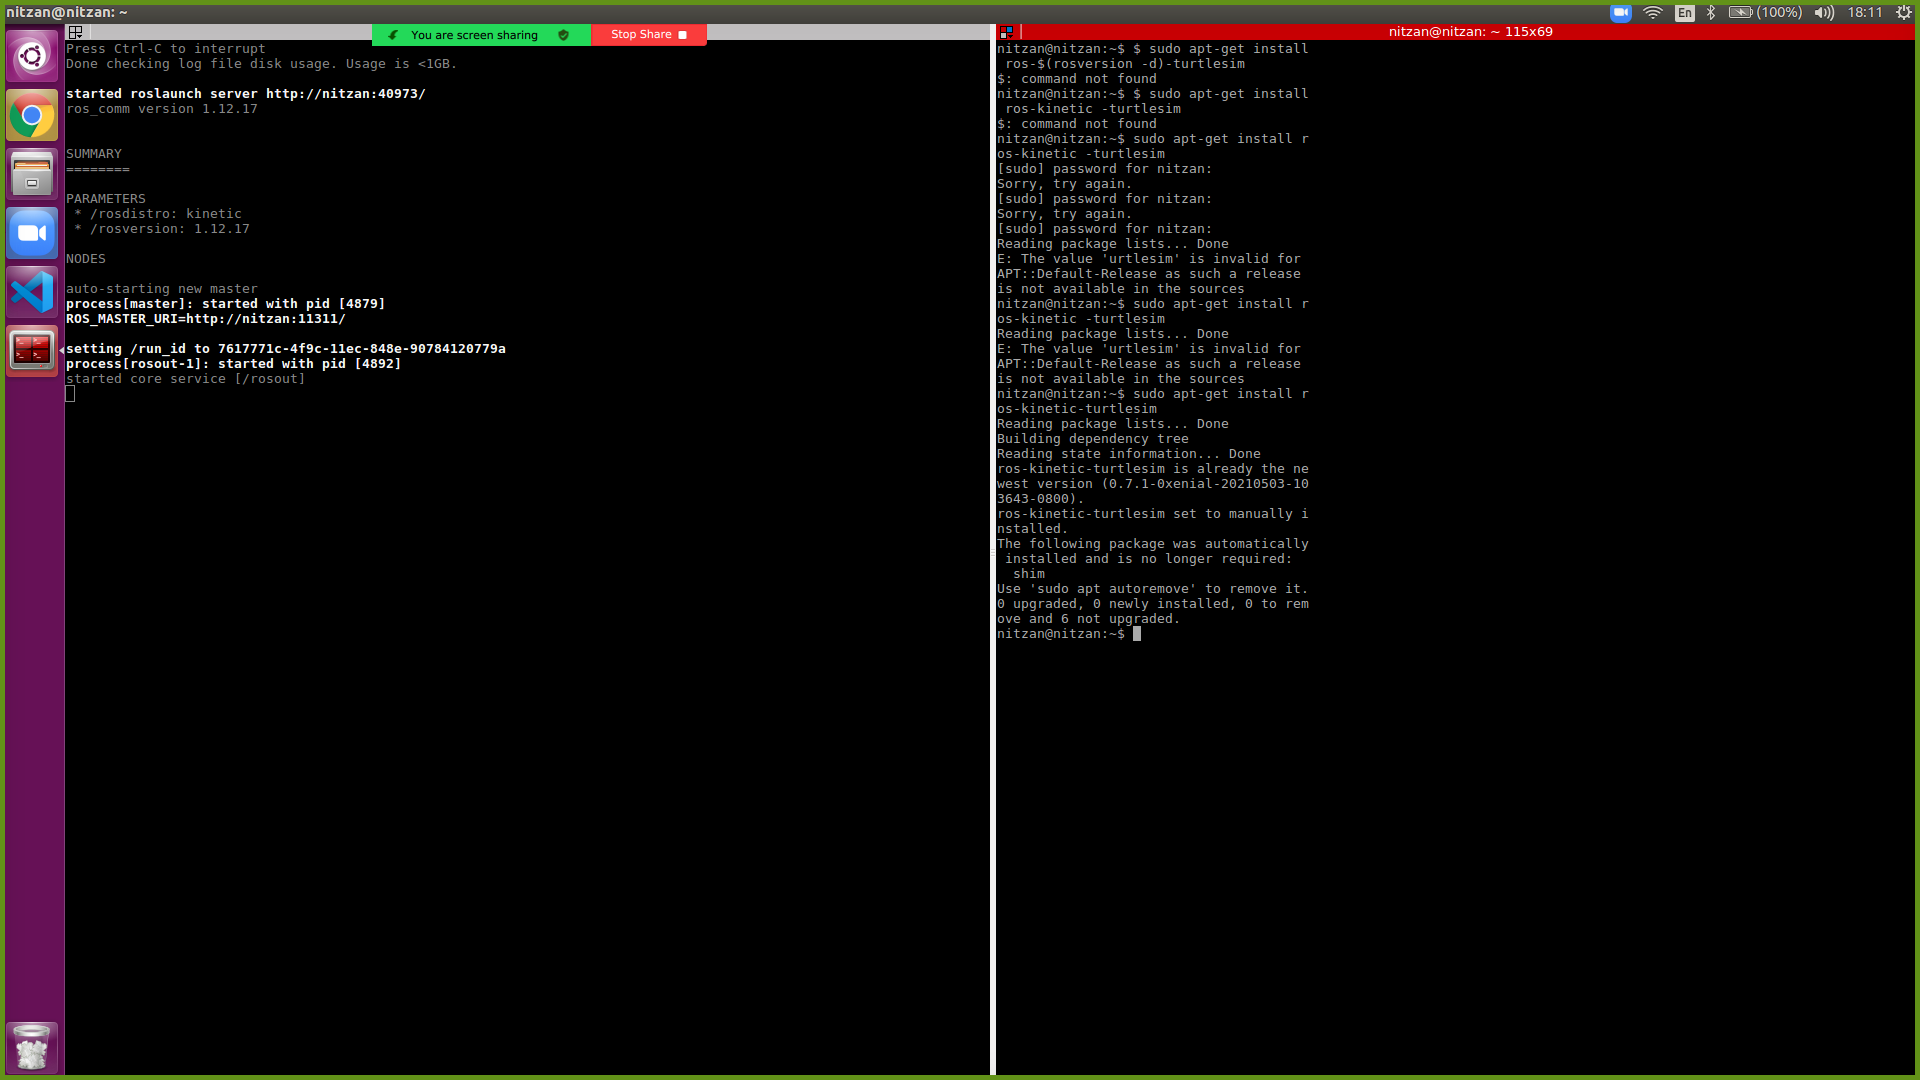 nitzan@nitzan: ~
En
(100%)
18:11
You are screen sharing
Stop Share
Press Ctrl-C to interrupt
Done checking log file disk usage. Usage is <1GB.
started roslaunch server http://nitzan:40973/
ros_comm version 1.12.17
SUMMARY
========
PARAMETERS
* /rosdistro: kinetic
* /rosversion: 1.12.17
NODES
auto-starting new master
process[master]: started with pid [4879]
ROS_MASTER_URI=http://nitzan:11311/
setting /run_id to 7617771c-4f9c-11ec-848e-90784120779a
process[rosout-1]: started with pid [4892]
started core service [/rosout]
nitzan@nitzan: ~ 115x69
nitzan@nitzan:~$ $ sudo apt-get install
ros-$(rosversion -d)-turtlesim
$: command not found
nitzan@nitzan:~$ $ sudo apt-get install
ros-kinetic -turtlesim
$: command not found
nitzan@nitzan:~$ sudo apt-get install r
os-kinetic -turtlesim
[sudo] password for nitzan:
Sorry, try again.
[sudo] password for nitzan:
Sorry, try again.
[sudo] password for nitzan:
Reading package lists... Done
E: The value 'urtlesim' is invalid for
APT::Default-Release as such a release
is not available in the sources
nitzan@nitzan:~$ sudo apt-get install r
os-kinetic -turtlesim
Reading package lists... Done
E: The value 'urtlesim' is invalid for
APT::Default-Release as such a release
is not available in the sources
nitzan@nitzan:~$ sudo apt-get install r
os-kinetic-turtlesim
Reading package lists... Done
Building dependency tree
Reading state information... Done
ros-kinetic-turtlesim is already the ne
west version (0.7.1-0xenial-20210503-10
3643-0800).
ros-kinetic-turtlesim set to manually i
nstalled.
The following package was automatically
installed and is no longer required:
shim
Use 'sudo apt autoremove' to remove it.
0 upgraded, 0 newly installed, 0 to rem
ove and 6 not upgraded.
nitzan@nitzan:~$